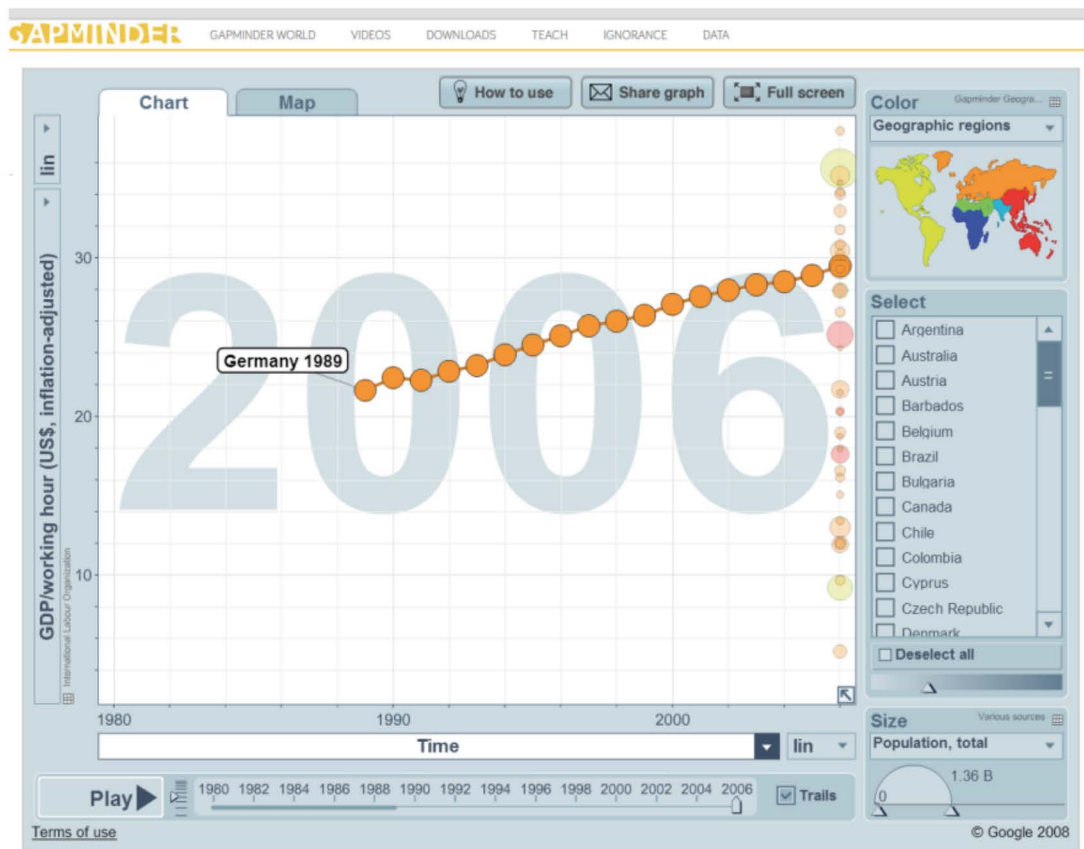 GAPMINDER GAPMINDER WORLD VIDEOS DOWNLOADS TEACH IGNORANCE DATA
Chart Map How to use Share graph Full screen
Color Gapminder Geogra...
Geographic regions
lin
GDP/working hour (US$, inflation-adjusted)
International Labour Organization
30
20
10
2006
Germany 1989
1980 1990 2000
Time lin
Select
Argentina
Australia
Austria
Barbados
Belgium
Brazil
Bulgaria
Canada
Chile
Colombia
Cyprus
Czech Republic
Denmark
Deselect all
Size Various sources
Population, total
1.36 B
0
Play 1980 1982 1984 1986 1988 1990 1992 1994 1996 1998 2000 2002 2004 2006 Trails
Terms of use © Google 2008